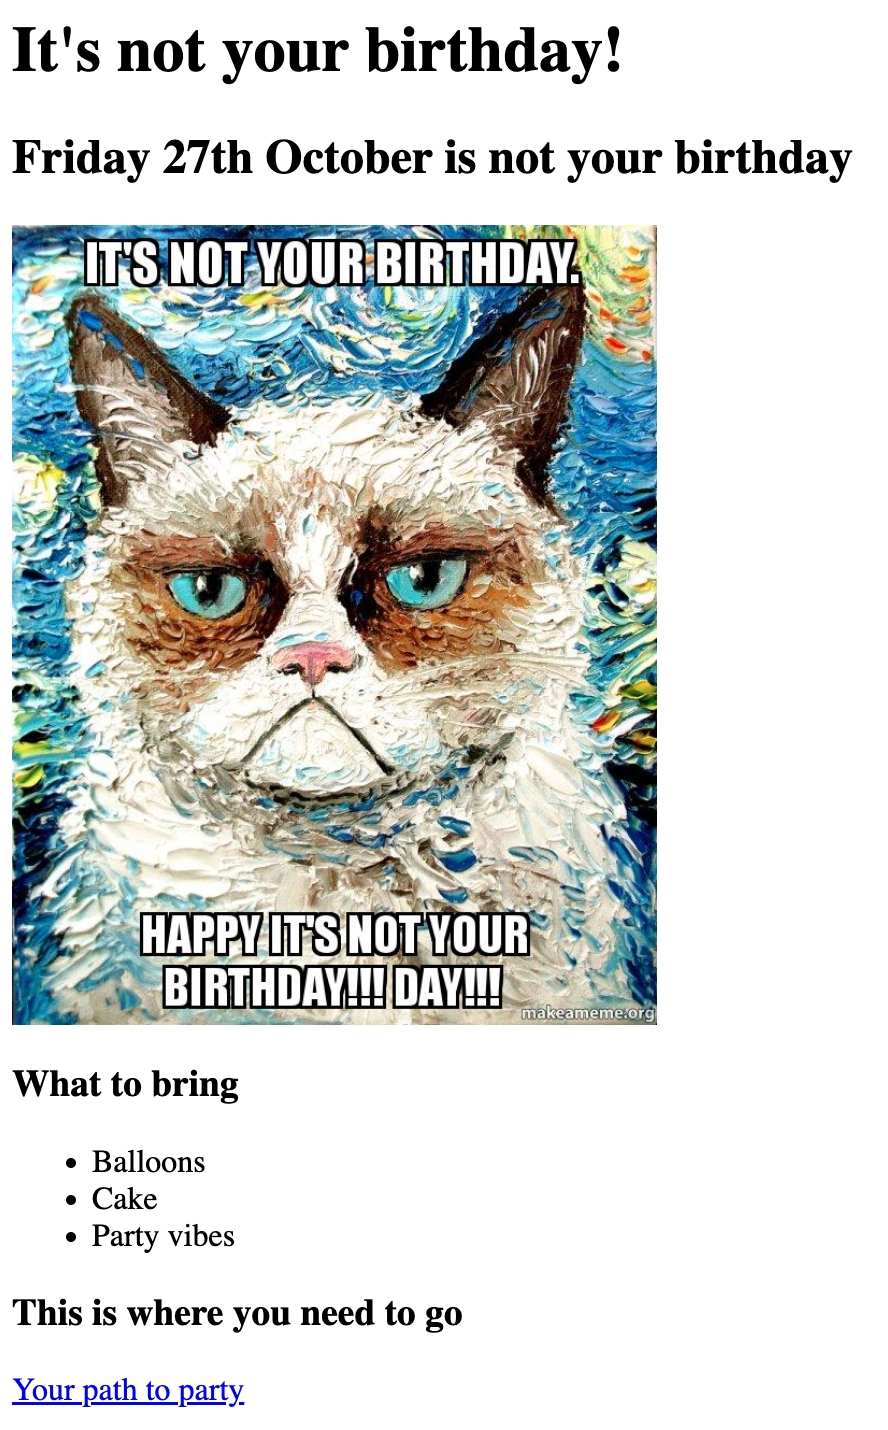 It's not your birthday!
Friday 27th October is not your birthday
IT'S NOT YOUR BIRTHDAY.
HAPPY IT'S NOT YOUR
BIRTHDAY!!! DAY!!!
makeameme.org
What to bring
• Balloons
• Cake
• Party vibes
This is where you need to go
Your path to party